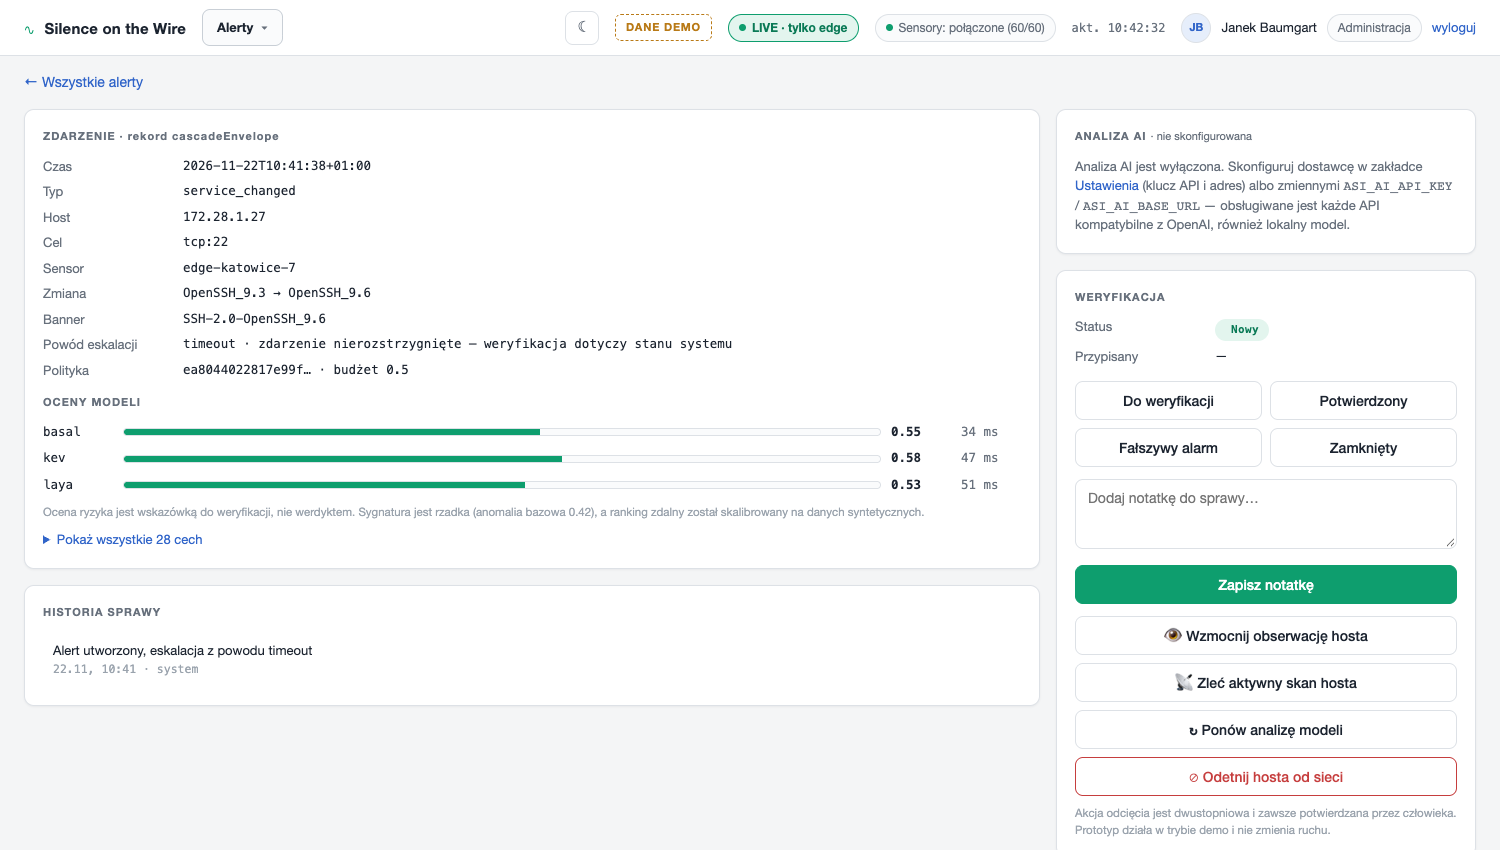 Silence on the Wire
Alerty
DANE DEMO
LIVE · tylko edge
Sensory: połączone (60/60)
akt. 10:42:32
JB
Janek Baumgart
Administracja
wyloguj
← Wszystkie alerty
ZDARZENIE · rekord cascadeEnvelope
Czas 2026-11-22T10:41:38+01:00
Typ service_changed
Host 172.28.1.27
Cel tcp:22
Sensor edge-katowice-7
Zmiana OpenSSH_9.3 → OpenSSH_9.6
Banner SSH-2.0-OpenSSH_9.6
Powód eskalacji timeout · zdarzenie nierozstrzygnięte — weryfikacja dotyczy stanu systemu
Polityka ea8044022817e99f… · budżet 0.5
OCENY MODELI
basal 0.55 34 ms
kev 0.58 47 ms
laya 0.53 51 ms
Ocena ryzyka jest wskazówką do weryfikacji, nie werdyktem. Sygnatura jest rzadka (anomalia bazowa 0.42), a ranking zdalny został skalibrowany na danych syntetycznych.
Pokaż wszystkie 28 cech
HISTORIA SPRAWY
Alert utworzony, eskalacja z powodu timeout
22.11, 10:41 · system
ANALIZA AI · nie skonfigurowana
Analiza AI jest wyłączona. Skonfiguruj dostawcę w zakładce
Ustawienia (klucz API i adres) albo zmiennymi ASI_AI_API_KEY
/ ASI_AI_BASE_URL — obsługiwane jest każde API
kompatybilne z OpenAI, również lokalny model.
WERYFIKACJA
Status Nowy
Przypisany —
Do weryfikacji
Potwierdzony
Fałszywy alarm
Zamknięty
Dodaj notatkę do sprawy…
Zapisz notatkę
👁️ Wzmocnij obserwację hosta
📡 Zleć aktywny skan hosta
↻ Ponów analizę modeli
⊘ Odetnij hosta od sieci
Akcja odcięcia jest dwustopniowa i zawsze potwierdzana przez człowieka.
Prototyp działa w trybie demo i nie zmienia ruchu.